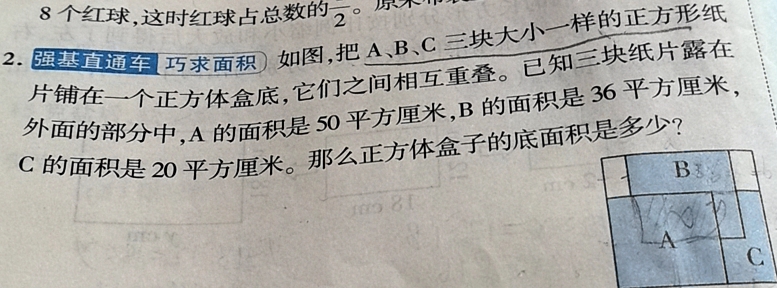 8 个红球,这时红球占总数的 2。原来
2. 强基直通车 巧求面积 如图,把 A、B、C 三块大小一样的正方形纸
片铺在一个正方体盒底,它们之间相互重叠。已知三块纸片露在
外面的部分中,A 的面积是 50 平方厘米,B 的面积是 36 平方厘米,
C 的面积是 20 平方厘米。那么正方体盒子的底面积是多少?
B
A
C
18 cm